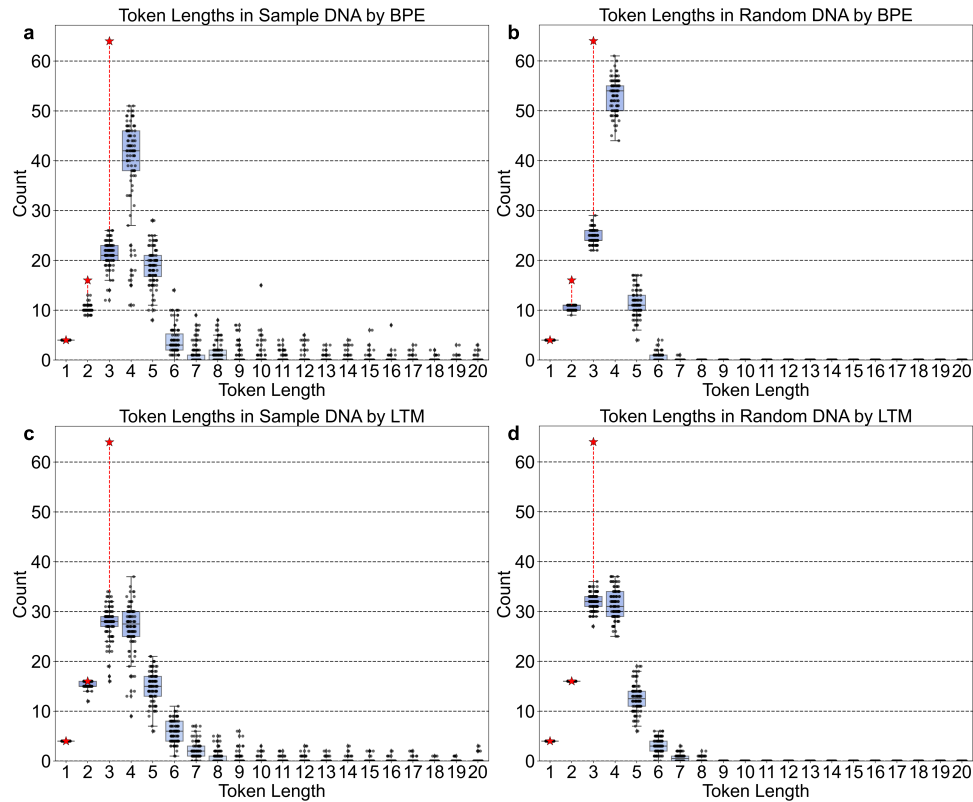 a
Token Lengths in Sample DNA by BPE
60
50
40
30
20
10
0
Count
1 2 3 4 5 6 7 8 9 10 11 12 13 14 15 16 17 18 19 20
Token Length
b
Token Lengths in Random DNA by BPE
60
50
40
30
20
10
0
Count
1 2 3 4 5 6 7 8 9 10 11 12 13 14 15 16 17 18 19 20
Token Length
c
Token Lengths in Sample DNA by LTM
60
50
40
30
20
10
0
Count
1 2 3 4 5 6 7 8 9 10 11 12 13 14 15 16 17 18 19 20
Token Length
d
Token Lengths in Random DNA by LTM
60
50
40
30
20
10
0
Count
1 2 3 4 5 6 7 8 9 10 11 12 13 14 15 16 17 18 19 20
Token Length